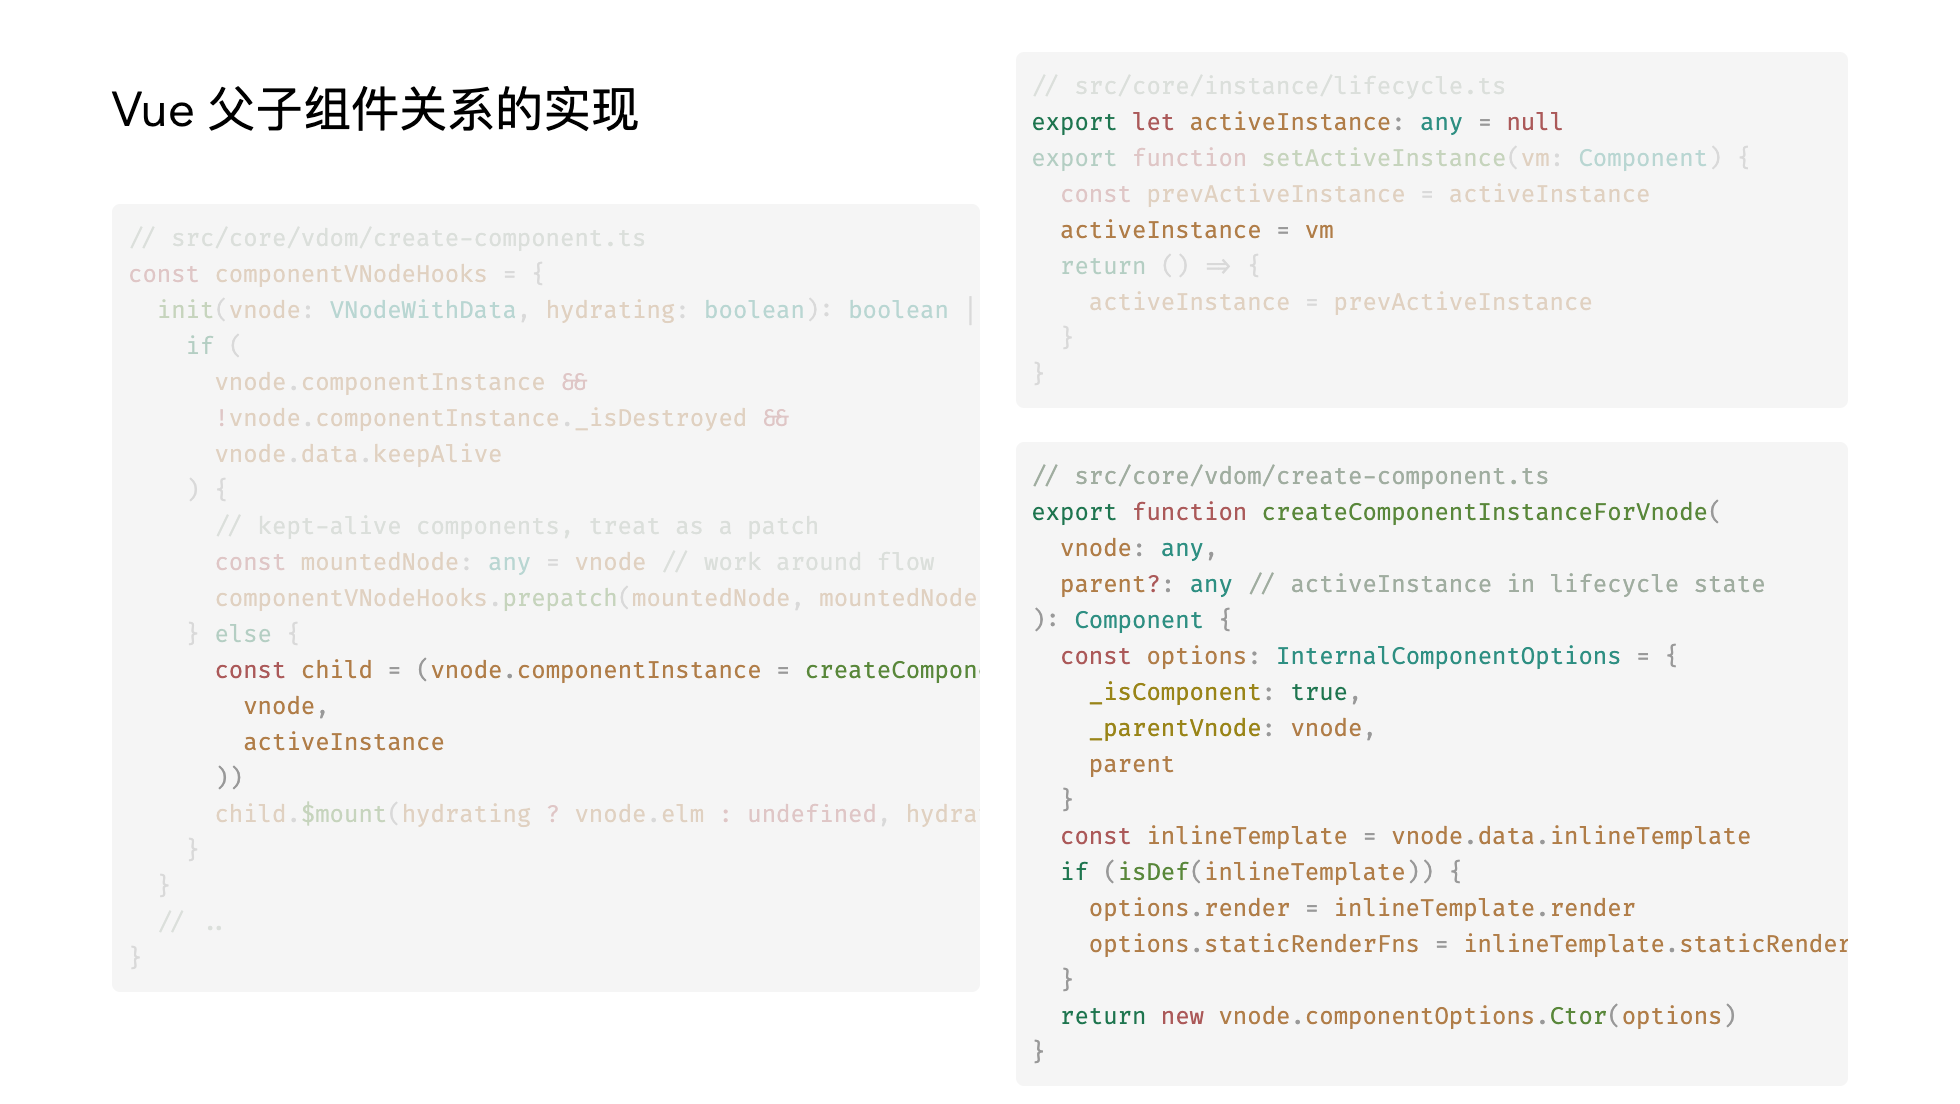 Vue 父子组件关系的实现
// src/core/vdom/create-component.ts
const componentVNodeHooks = {
  init(vnode: VNodeWithData, hydrating: boolean): boolean |
    if (
      vnode.componentInstance &&
      !vnode.componentInstance._isDestroyed &&
      vnode.data.keepAlive
    ) {
      // kept-alive components, treat as a patch
      const mountedNode: any = vnode // work around flow
      componentVNodeHooks.prepatch(mountedNode, mountedNode
    } else {
      const child = (vnode.componentInstance = createCompon
        vnode,
        activeInstance
      ))
      child.$mount(hydrating ? vnode.elm : undefined, hydra
    }
  }
  // ..
}
// src/core/instance/lifecycle.ts
export let activeInstance: any = null
export function setActiveInstance(vm: Component) {
  const prevActiveInstance = activeInstance
  activeInstance = vm
  return () => {
    activeInstance = prevActiveInstance
  }
}
// src/core/vdom/create-component.ts
export function createComponentInstanceForVnode(
  vnode: any,
  parent?: any // activeInstance in lifecycle state
): Component {
  const options: InternalComponentOptions = {
    _isComponent: true,
    _parentVnode: vnode,
    parent
  }
  const inlineTemplate = vnode.data.inlineTemplate
  if (isDef(inlineTemplate)) {
    options.render = inlineTemplate.render
    options.staticRenderFns = inlineTemplate.staticRender
  }
  return new vnode.componentOptions.Ctor(options)
}